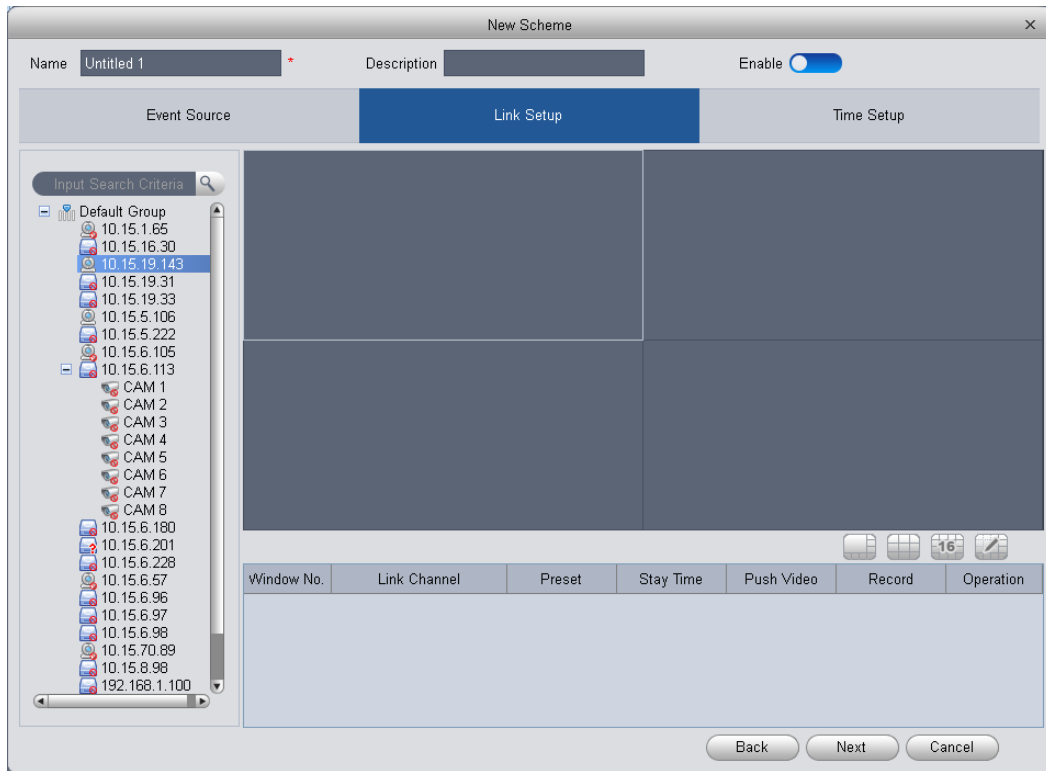 New Scheme
Name Untitled 1 * Description Enable
Event Source Link Setup Time Setup
Input Search Criteria
Default Group
10.15.1.65
10.15.16.30
10.15.19.143
10.15.19.31
10.15.19.33
10.15.5.106
10.15.5.222
10.15.6.105
10.15.6.113
CAM 1
CAM 2
CAM 3
CAM 4
CAM 5
CAM 6
CAM 7
CAM 8
10.15.6.180
10.15.6.201
10.15.6.228
10.15.6.57
10.15.6.96
10.15.6.97
10.15.6.98
10.15.70.89
10.15.8.98
192.168.1.100
16
Window No. Link Channel Preset Stay Time Push Video Record Operation
Back Next Cancel